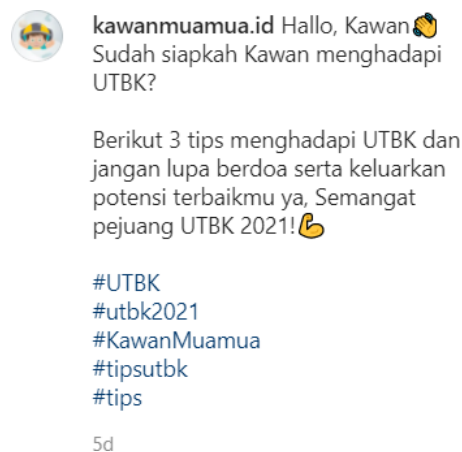 kawanmuamua.id Hallo, Kawan👏
Sudah siapkah Kawan menghadapi
UTBK?
Berikut 3 tips menghadapi UTBK dan
jangan lupa berdoa serta keluarkan
potensi terbaikmu ya, Semangat
pejuang UTBK 2021!💪
#UTBK
#utbk2021
#KawanMuamua
#tipsutbk
#tips
5d